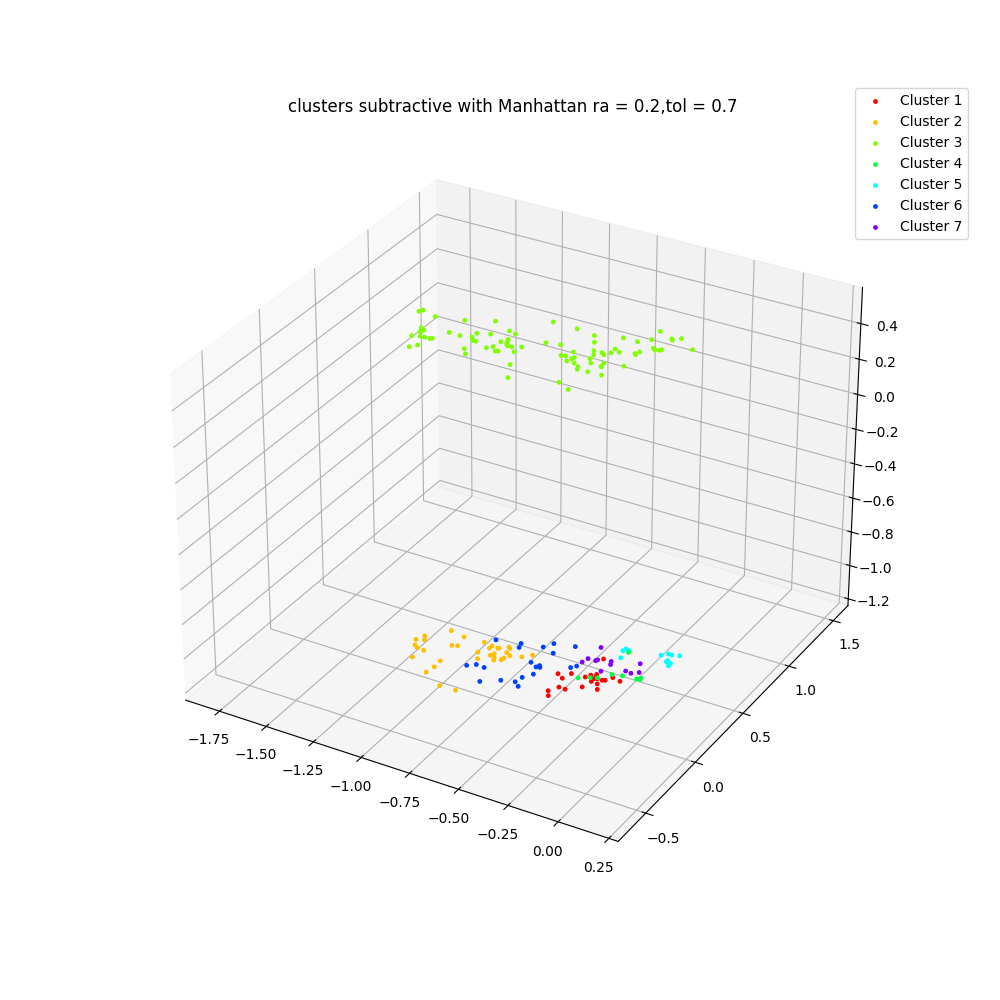 clusters subtractive with Manhattan ra = 0.2,tol = 0.7
Cluster 1
Cluster 2
Cluster 3
Cluster 4
Cluster 5
Cluster 6
Cluster 7
0.4
0.2
0.0
−0.2
−0.4
−0.6
−0.8
−1.0
−1.2
1.5
1.0
0.5
0.0
−0.5
−1.75
−1.50
−1.25
−1.00
−0.75
−0.50
−0.25
0.00
0.25